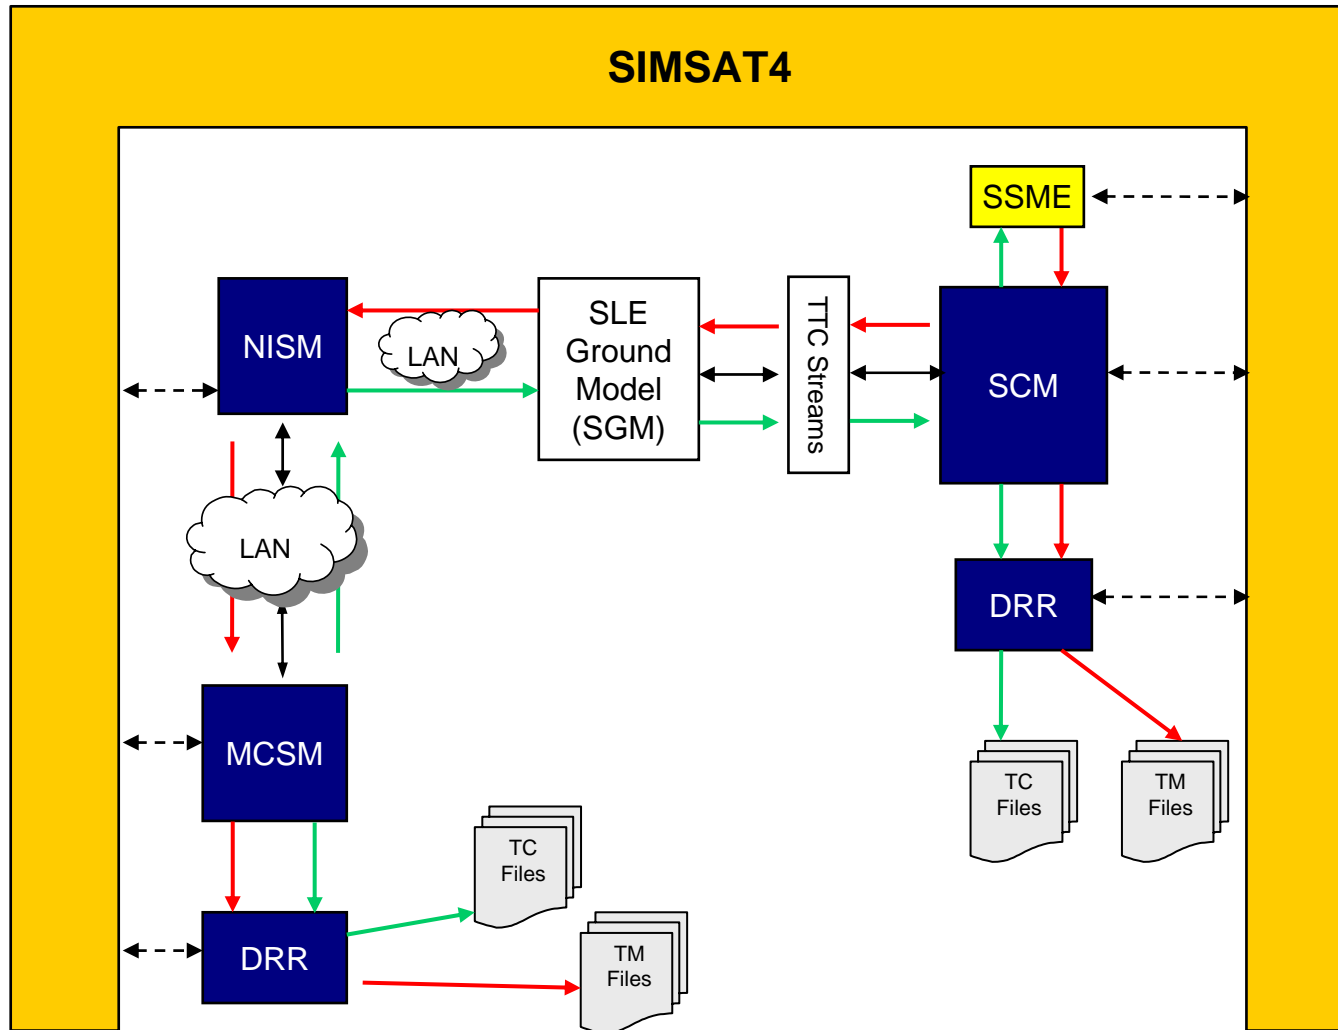 SIMSAT4
SSME
NISM
LAN
SLE
Ground
Model
(SGM)
TTC Streams
SCM
LAN
DRR
MCSM
TC
Files
TM
Files
TC
Files
DRR
TM
Files